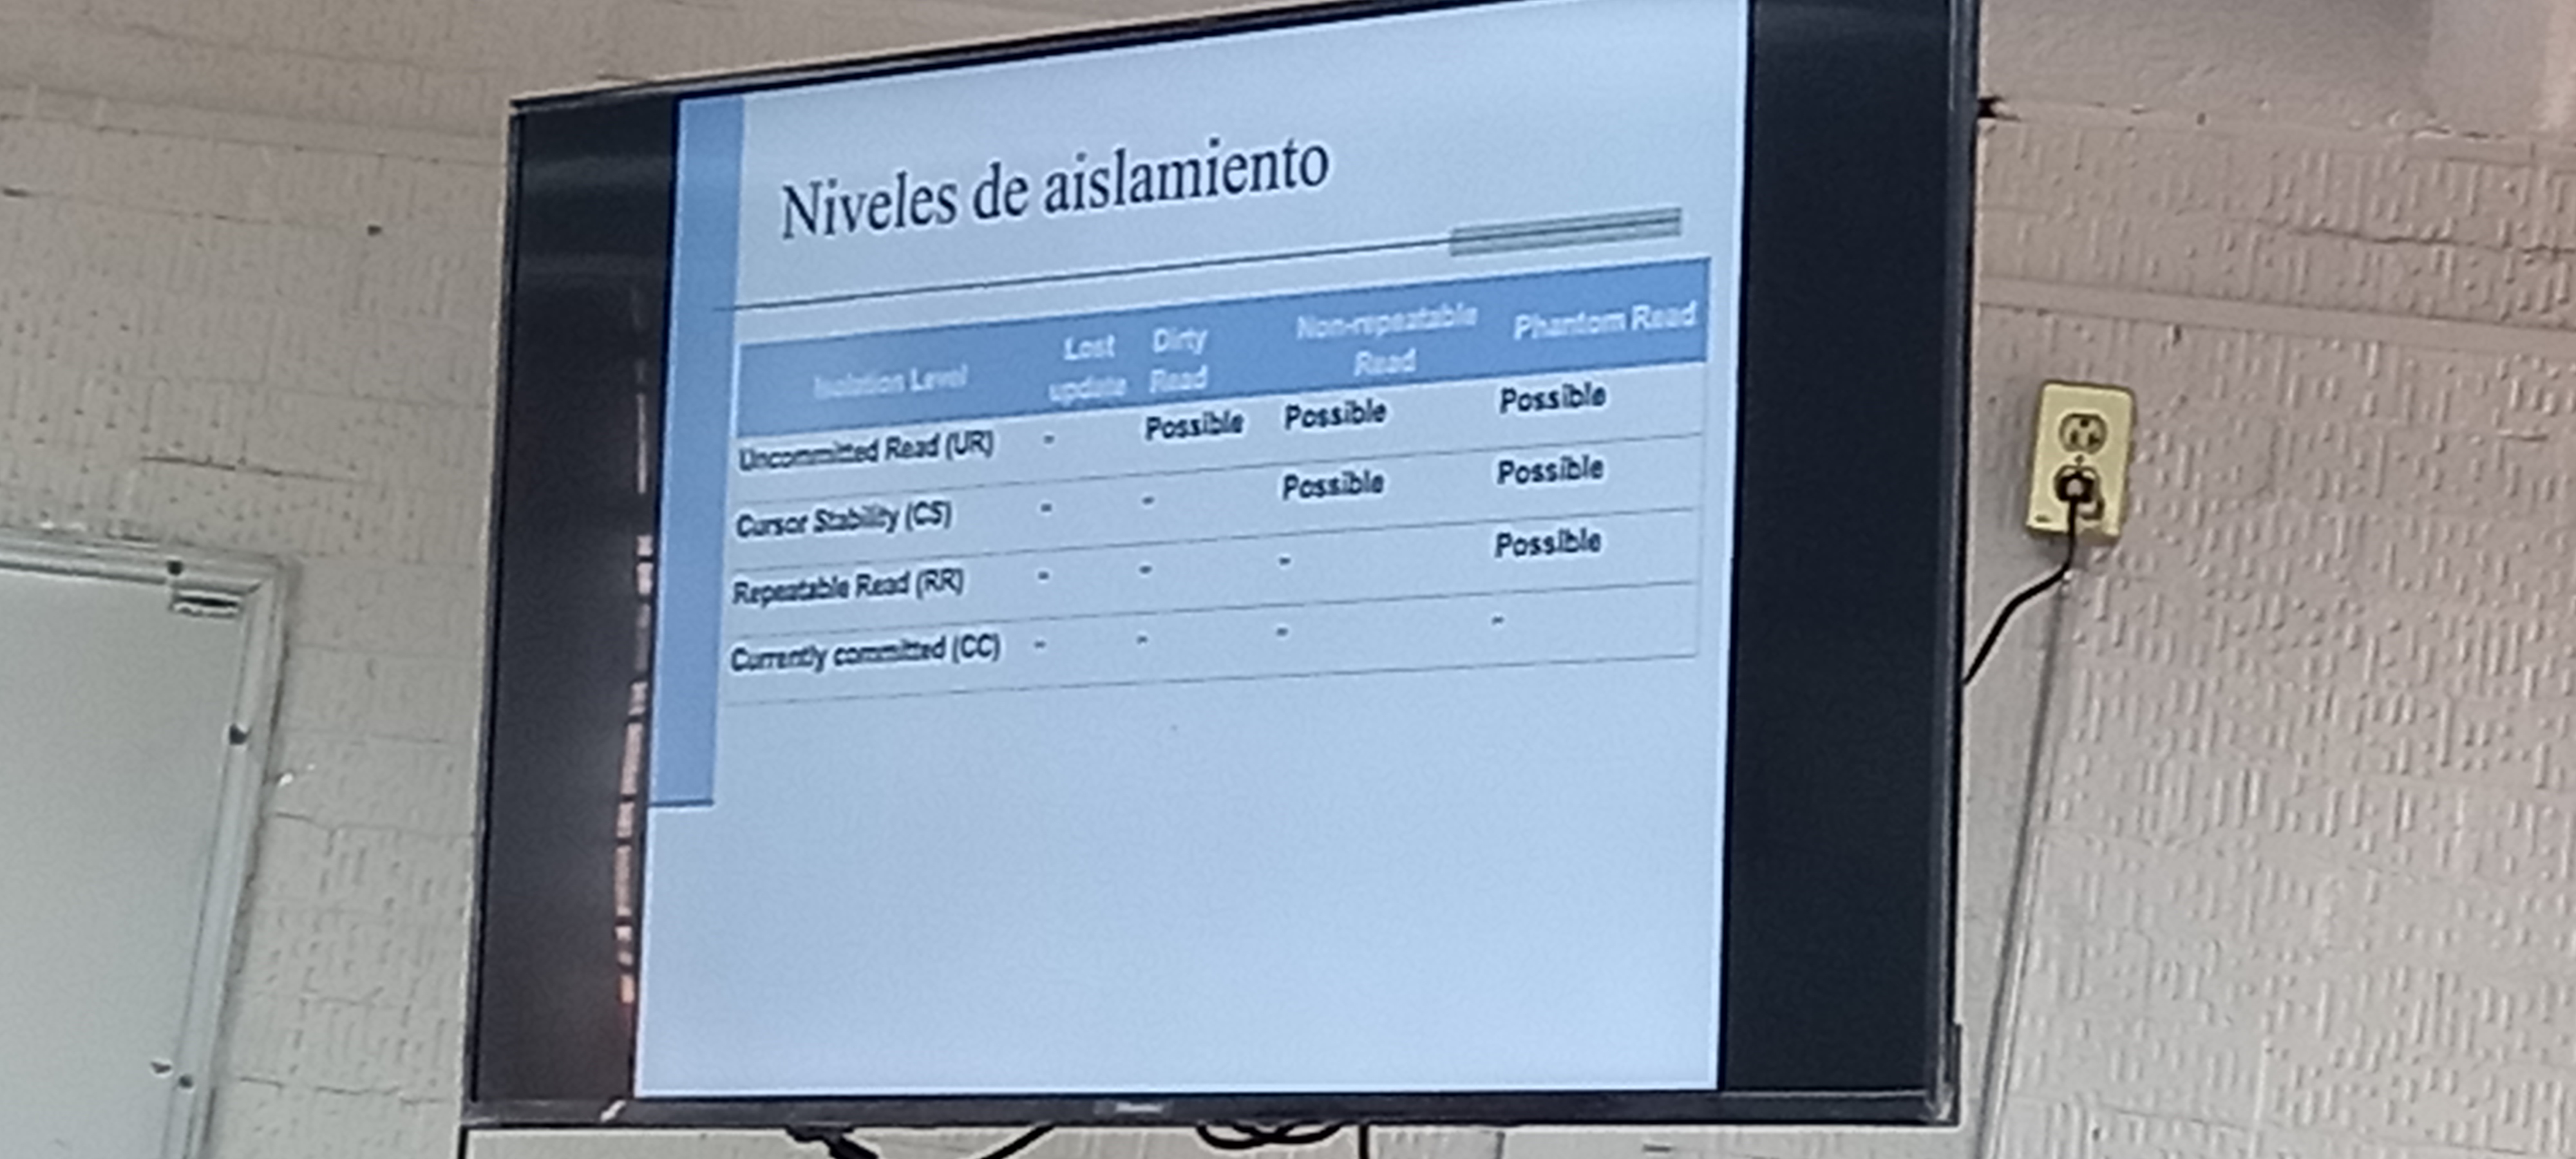 Niveles de aislamiento
Isolation Level Lost update Dirty Read Non-repeatable Read Phantom Read
Uncommitted Read (UR) - Possible Possible Possible
Cursor Stability (CS) - - Possible Possible
Repeatable Read (RR) - - - Possible
Currently committed (CC) - - - -